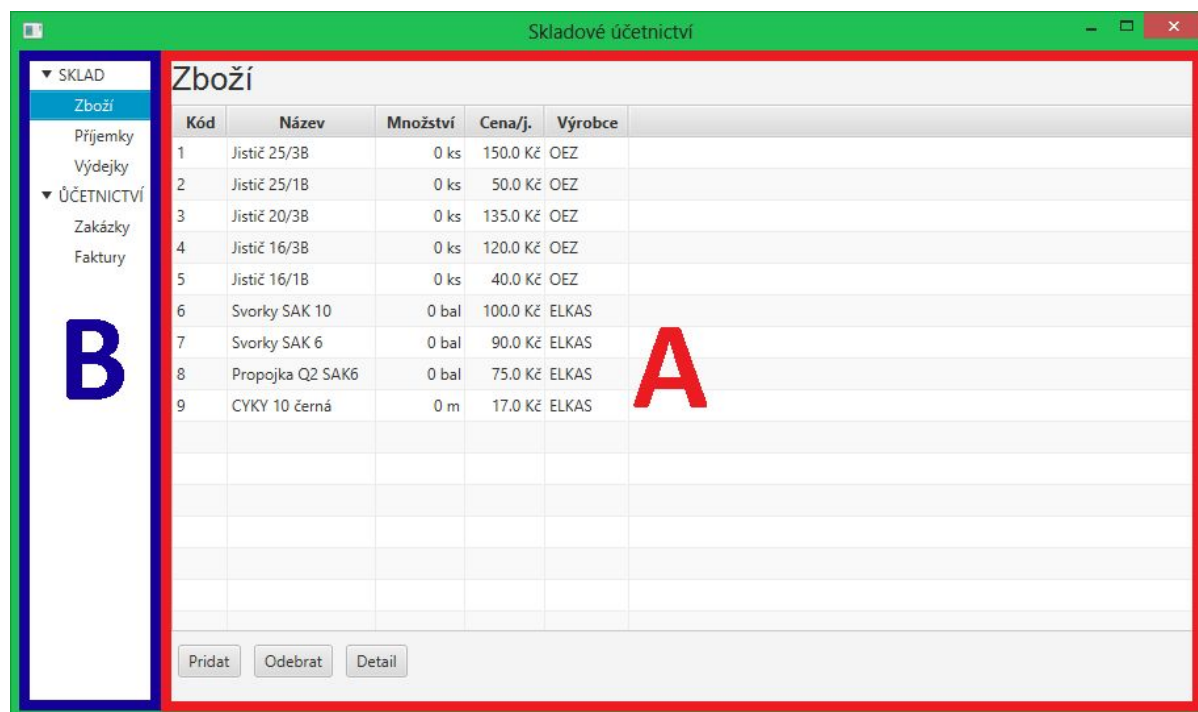 Skladové účetnictví
▼ SKLAD
Zboží
Příjemky
Výdejky
▼ ŮČETNICTVÍ
Zakázky
Faktury
B
Zboží
Kód Název Množství Cena/j. Výrobce
1 Jistič 25/3B 0 ks 150.0 Kč OEZ
2 Jistič 25/1B 0 ks 50.0 Kč OEZ
3 Jistič 20/3B 0 ks 135.0 Kč OEZ
4 Jistič 16/3B 0 ks 120.0 Kč OEZ
5 Jistič 16/1B 0 ks 40.0 Kč OEZ
6 Svorky SAK 10 0 bal 100.0 Kč ELKAS
7 Svorky SAK 6 0 bal 90.0 Kč ELKAS
8 Propojka Q2 SAK6 0 bal 75.0 Kč ELKAS
9 CYKY 10 černá 0 m 17.0 Kč ELKAS
A
Pridat Odebrat Detail